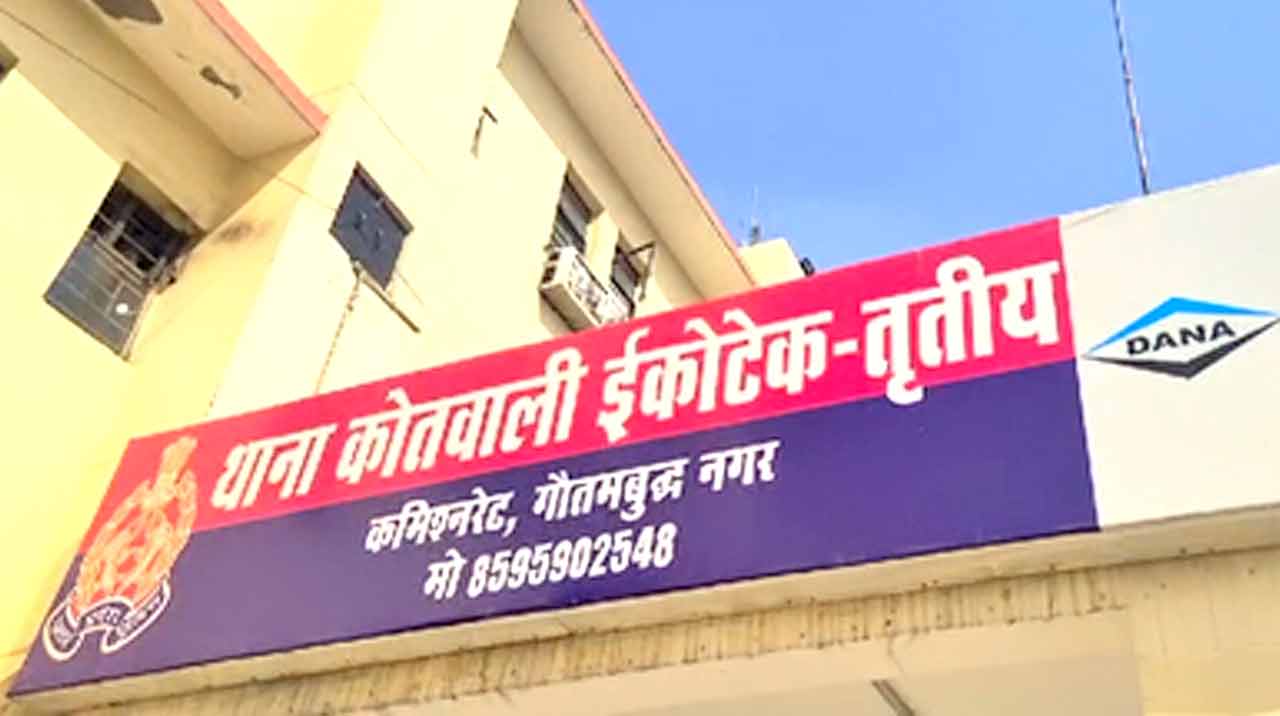 थाना कोतवाली ईकोटेक-तृतीय
कमिश्नरेट, गौतमबुद्ध नगर
मो 8595902548
DANA